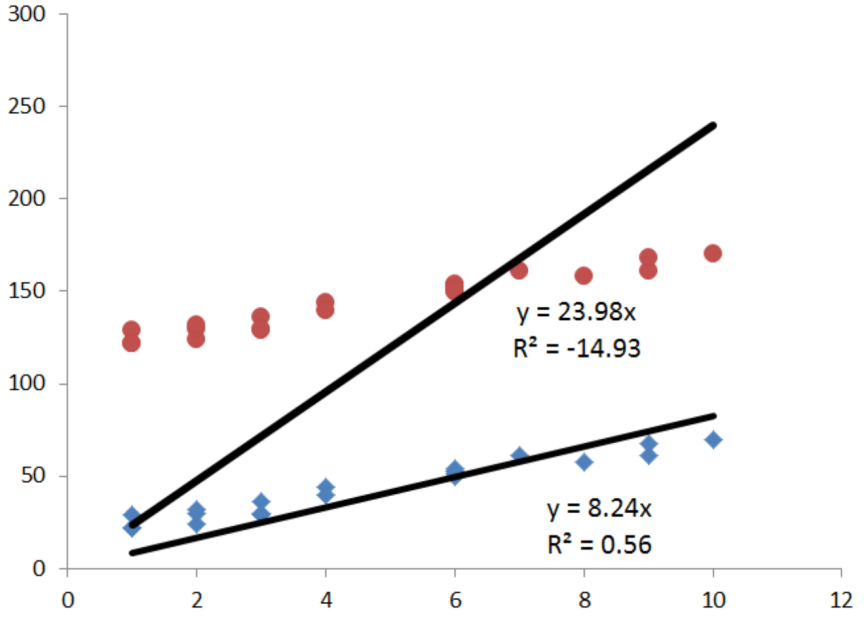 300
250
200
150
100
50
0
y = 23.98x
R² = -14.93
y = 8.24x
R² = 0.56
0 2 4 6 8 10 12